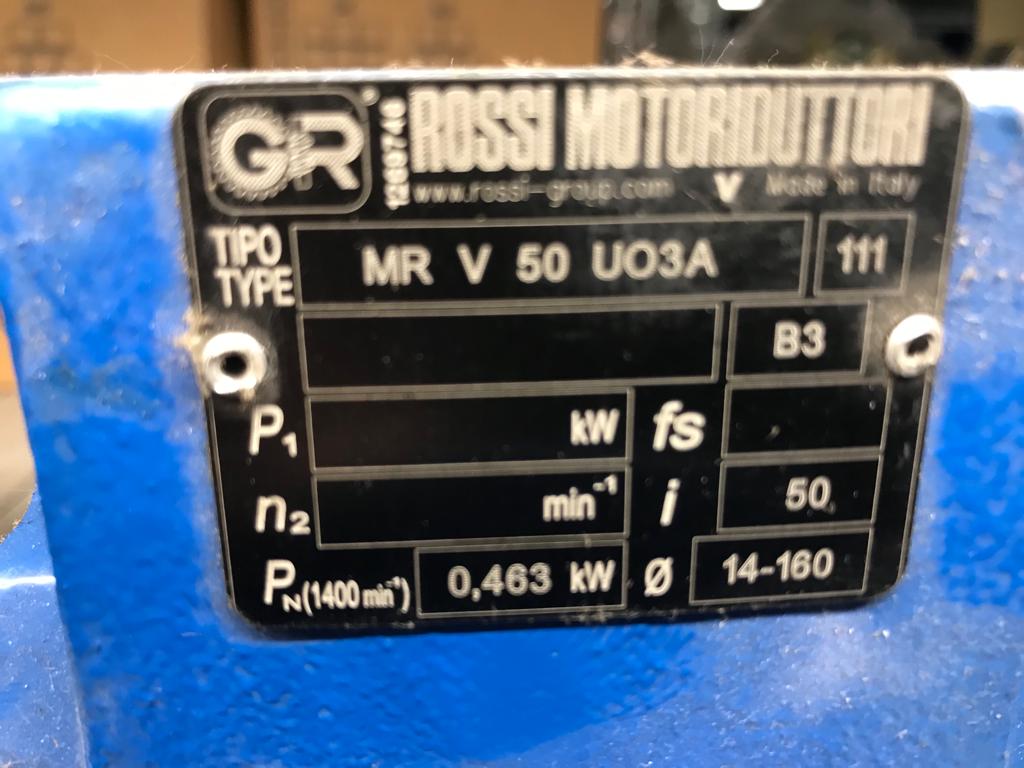 GR
ROSSI MOTORIDUTTORI
www.rossi-group.com V Made in Italy
TIPO
TYPE
MR V 50 UO3A 111
B3
P₁ kW fs
n₂ min⁻¹ i 50
PN(1400 min⁻¹) 0,463 kW Ø 14-160